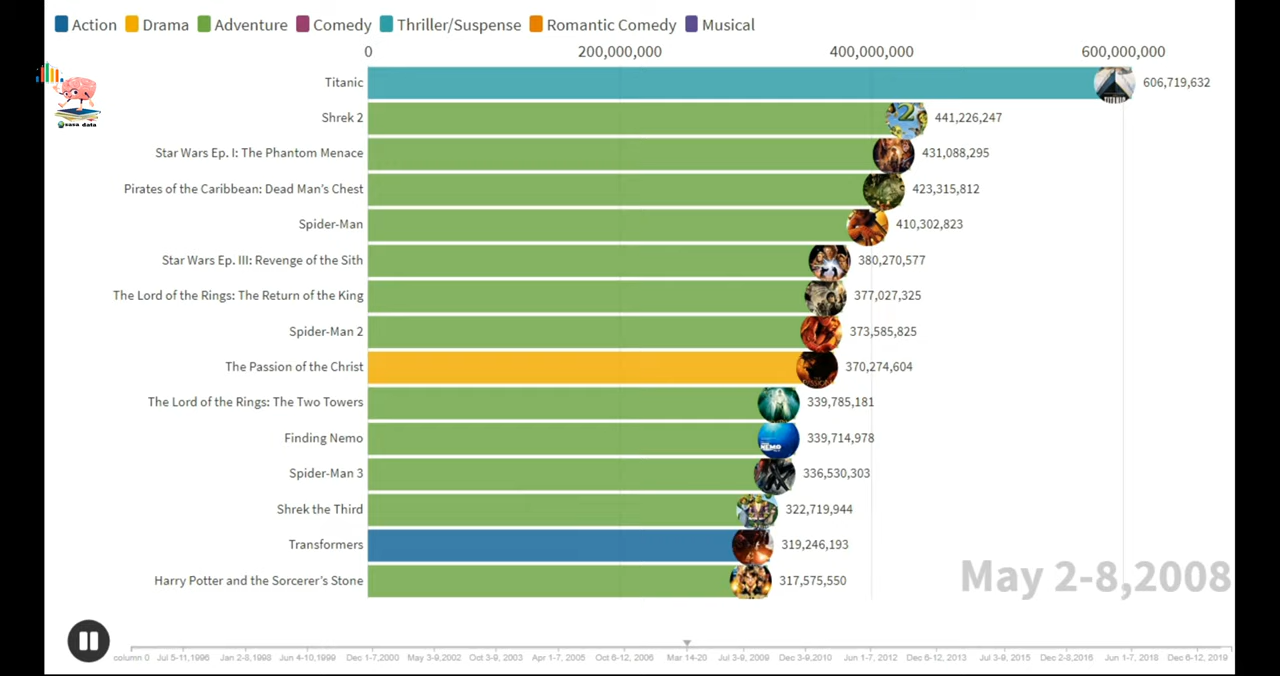 Action Drama Adventure Comedy Thriller/Suspense Romantic Comedy Musical
0 200,000,000 400,000,000 600,000,000
Titanic 606,719,632
Shrek 2 2 441,226,247
Star Wars Ep. I: The Phantom Menace 431,088,295
Pirates of the Caribbean: Dead Man's Chest 423,315,812
Spider-Man 410,302,823
Star Wars Ep. III: Revenge of the Sith 380,270,577
The Lord of the Rings: The Return of the King 377,027,325
Spider-Man 2 373,585,825
The Passion of the Christ 370,274,604
The Lord of the Rings: The Two Towers 339,785,181
Finding Nemo NEMO 339,714,978
Spider-Man 3 336,530,303
Shrek the Third 322,719,944
Transformers 319,246,193
Harry Potter and the Sorcerer's Stone 317,575,550
sasa data
May 2-8,2008
column 0 Jul 5-11,1996 Jan 2-8,1998 Jun 4-10,1999 Dec 1-7,2000 May 3-9,2002 Oct 3-9, 2003 Apr 1-7, 2005 Oct 6-12, 2006 Mar 14-20 Jul 3-9, 2009 Dec 3-9,2010 Jun 1-7, 2012 Dec 6-12, 2013 Jul 3-9, 2015 Dec 2-8,2016 Jun 1-7, 2018 Dec 6-12, 2019